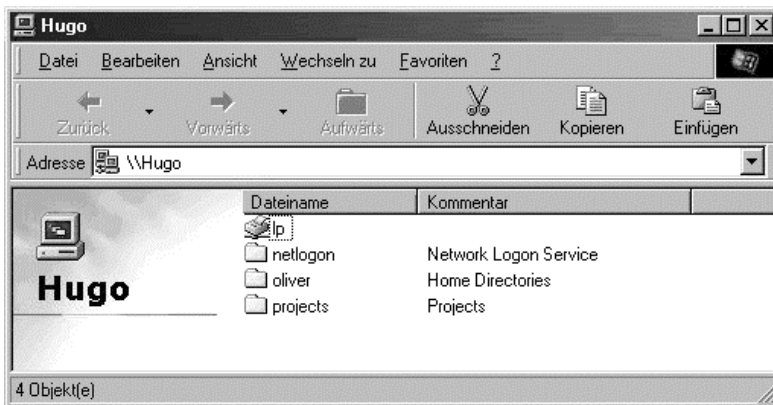 Hugo
Datei Bearbeiten Ansicht Wechseln zu Favoriten ?
Zurück Vorwärts Aufwärts Ausschneiden Kopieren Einfügen
Adresse \\Hugo
Hugo
Dateiname Kommentar
lp
netlogon Network Logon Service
oliver Home Directories
projects Projects
4 Objekt(e)